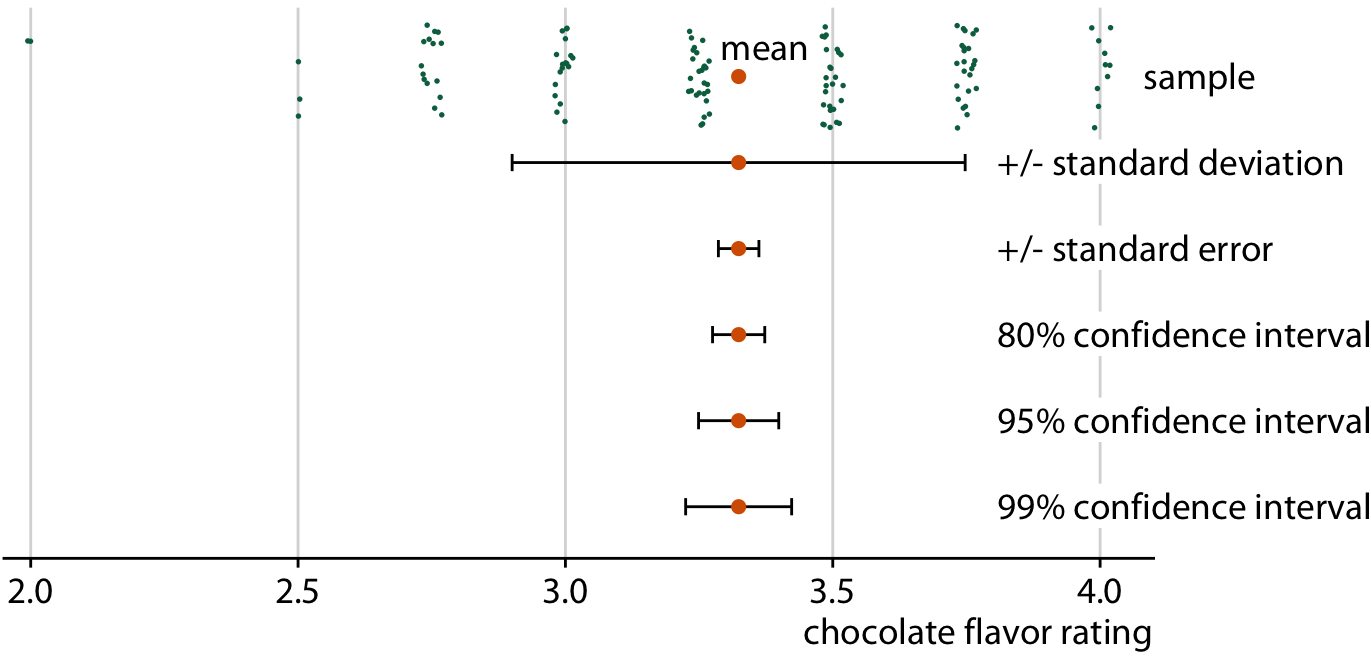 mean
sample
+/- standard deviation
+/- standard error
80% confidence interval
95% confidence interval
99% confidence interval
2.0 2.5 3.0 3.5 4.0
chocolate flavor rating